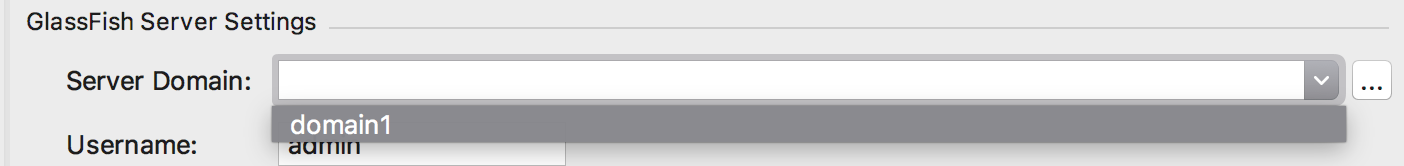 GlassFish Server Settings
Server Domain:
...
domain1
Username:
admin